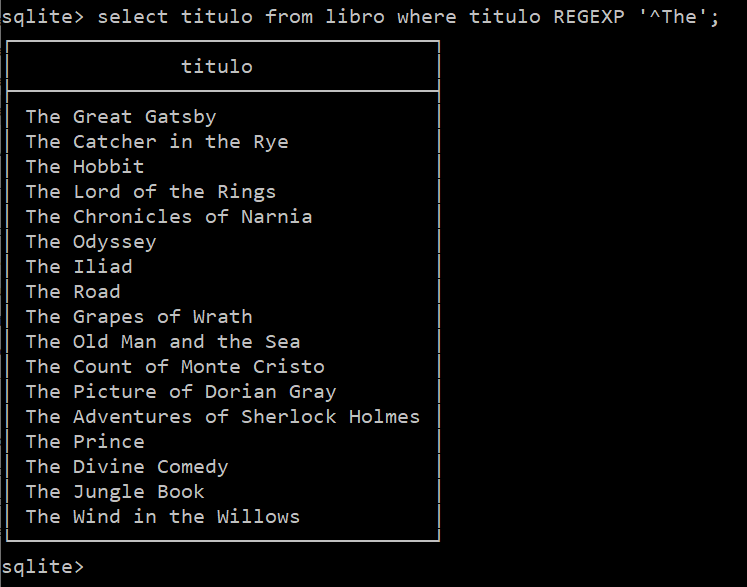 sqlite> select titulo from libro where titulo REGEXP '^The';
titulo
The Great Gatsby
The Catcher in the Rye
The Hobbit
The Lord of the Rings
The Chronicles of Narnia
The Odyssey
The Iliad
The Road
The Grapes of Wrath
The Old Man and the Sea
The Count of Monte Cristo
The Picture of Dorian Gray
The Adventures of Sherlock Holmes
The Prince
The Divine Comedy
The Jungle Book
The Wind in the Willows
sqlite>